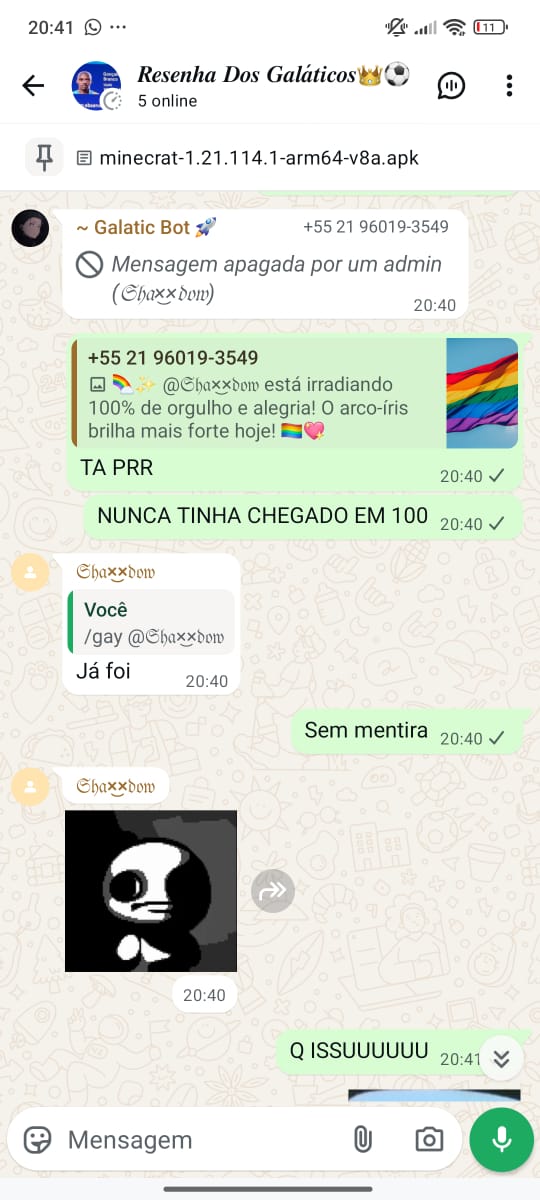 20:41
11
Resenha Dos Galáticos👑⚽
5 online
minecrat-1.21.114.1-arm64-v8a.apk
~ Galatic Bot 🚀 +55 21 96019-3549
Mensagem apagada por um admin
(𝔖𝔥𝔞××𝔡𝔬𝔴)
20:40
+55 21 96019-3549
🌈✨ @𝔖𝔥𝔞××𝔡𝔬𝔴 está irradiando
100% de orgulho e alegria! O arco-íris
brilha mais forte hoje! 🏳️‍🌈💖
TA PRR 20:40
NUNCA TINHA CHEGADO EM 100 20:40
𝔖𝔥𝔞××𝔡𝔬𝔴
Você
/gay @𝔖𝔥𝔞××𝔡𝔬𝔴
Já foi 20:40
Sem mentira 20:40
𝔖𝔥𝔞××𝔡𝔬𝔴
20:40
Q ISSUUUUUU 20:41
Mensagem